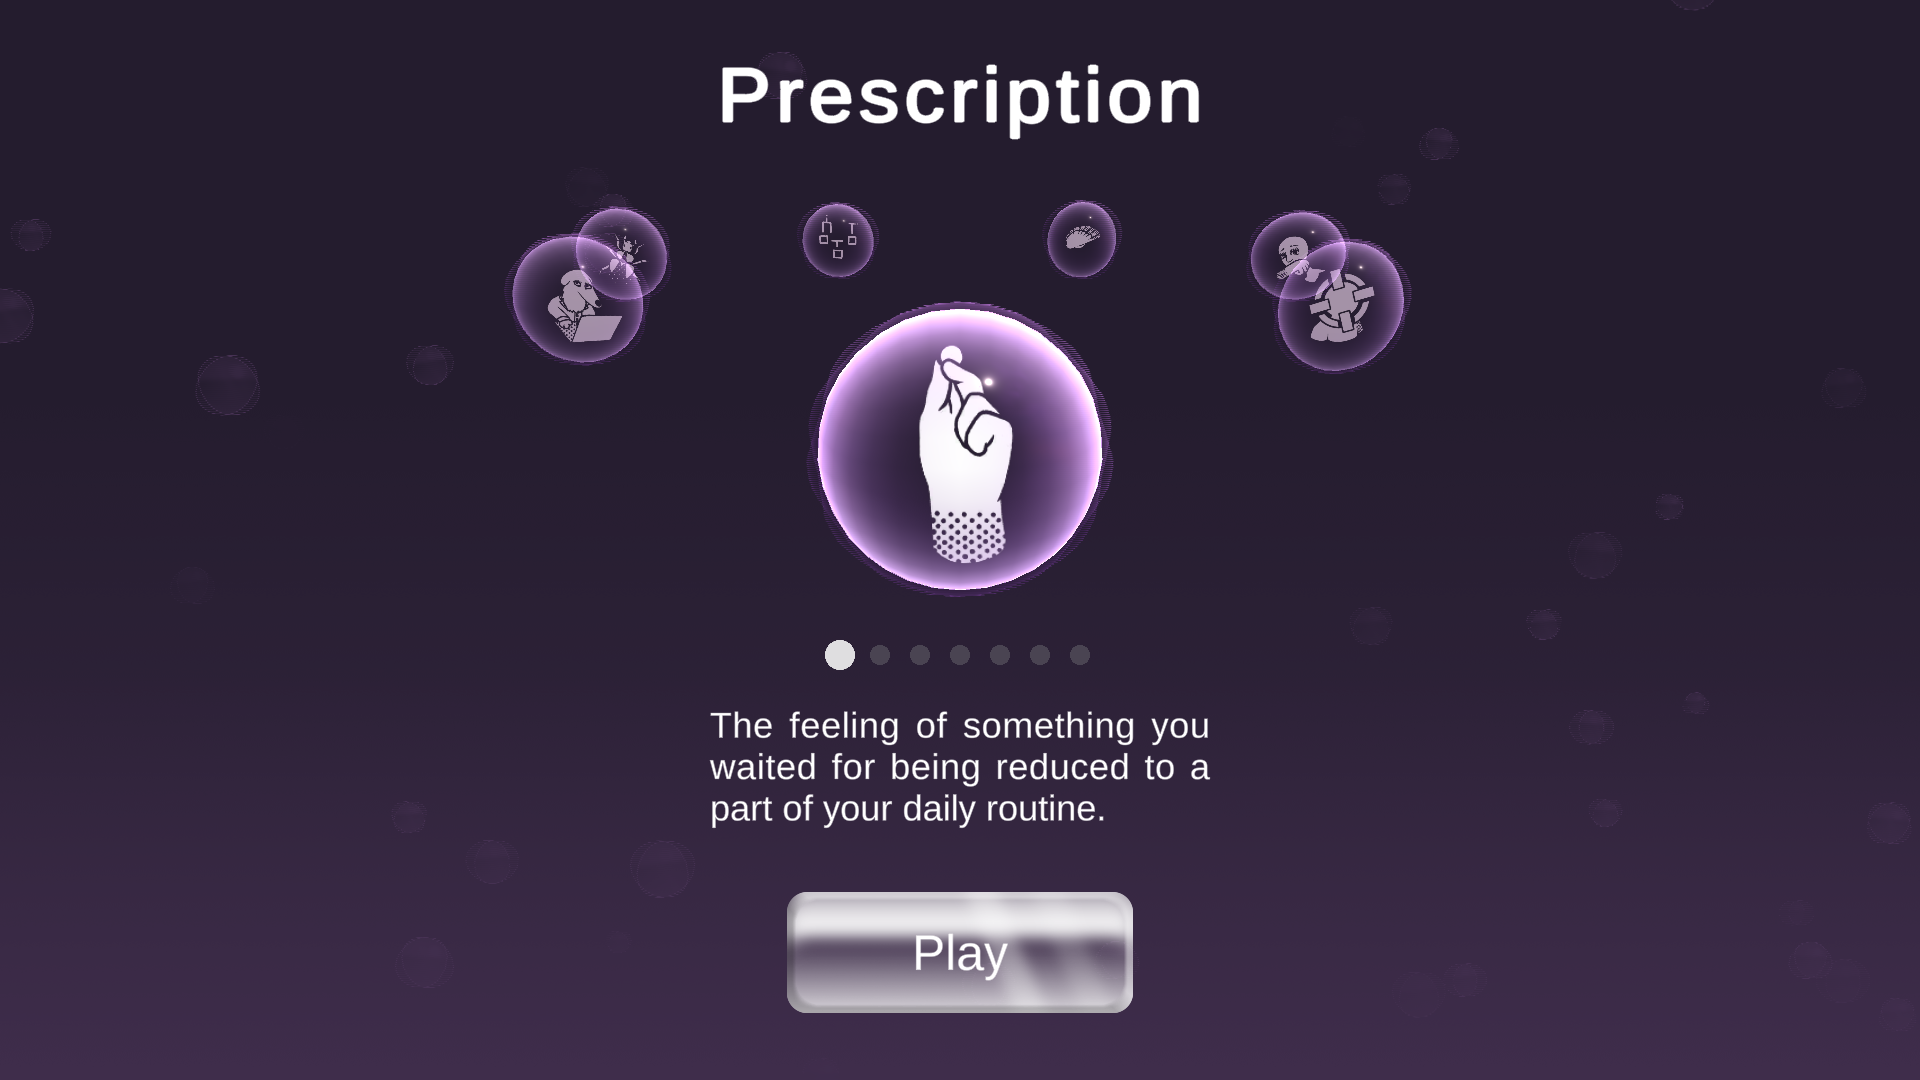 Prescription
The feeling of something you
waited for being reduced to a
part of your daily routine.
Play